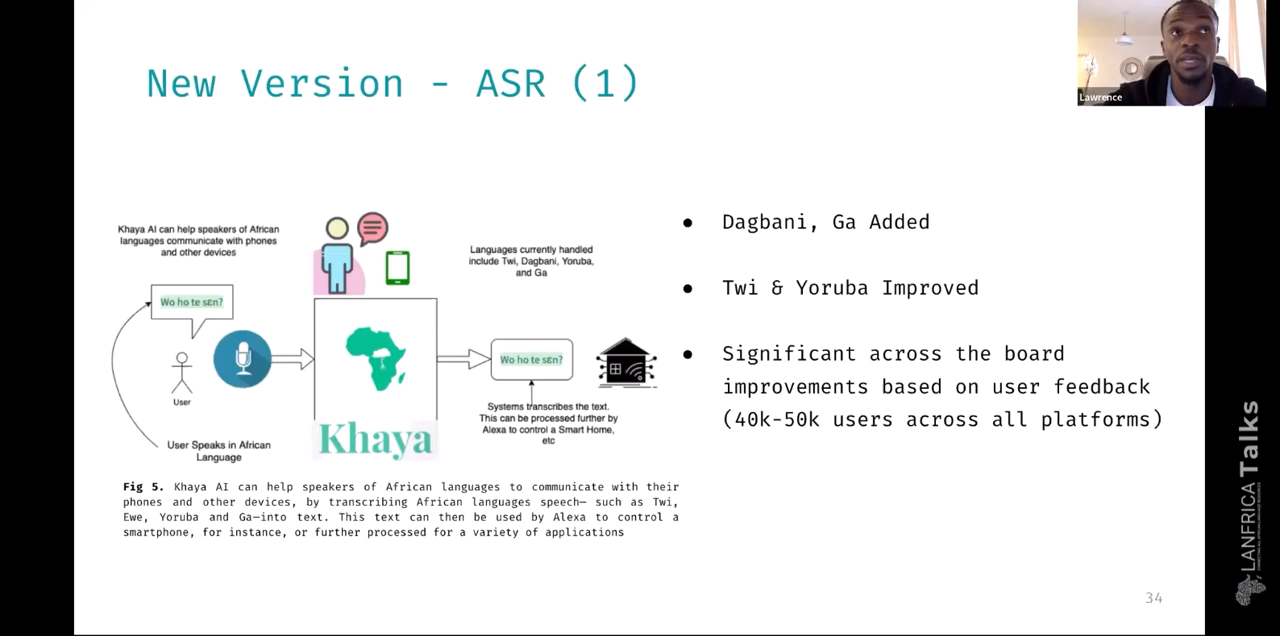 New Version - ASR (1)
Lawrence
Khaya AI can help speakers of African
languages communicate with phones
and other devices
Wo ho te sɛn?
User
User Speaks in African
Language
Khaya
Languages currently handled
include Twi, Dagbani, Yoruba,
and Ga
Wo ho te sɛn?
Systems transcribes the text.
This can be processed further by
Alexa to control a Smart Home,
etc
Fig 5. Khaya AI can help speakers of African languages to communicate with their
phones and other devices, by transcribing African languages speech— such as Twi,
Ewe, Yoruba and Ga—into text. This text can then be used by Alexa to control a
smartphone, for instance, or further processed for a variety of applications
● Dagbani, Ga Added
● Twi & Yoruba Improved
● Significant across the board
improvements based on user feedback
(40k-50k users across all platforms)
LANFRICA Talks
34